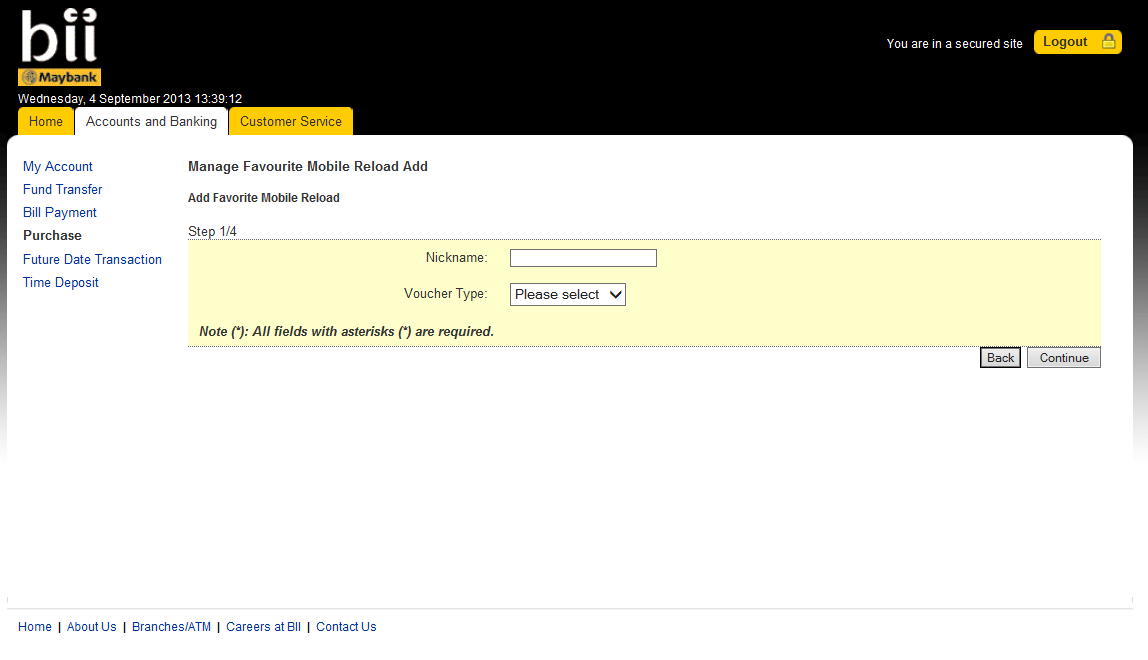 bii
Maybank
You are in a secured site Logout
Wednesday, 4 September 2013 13:39:12
Home Accounts and Banking Customer Service
My Account
Fund Transfer
Bill Payment
Purchase
Future Date Transaction
Time Deposit
Manage Favourite Mobile Reload Add
Add Favorite Mobile Reload
Step 1/4
Nickname:
Voucher Type: Please select
Note (*): All fields with asterisks (*) are required.
Back Continue
Home | About Us | Branches/ATM | Careers at BII | Contact Us